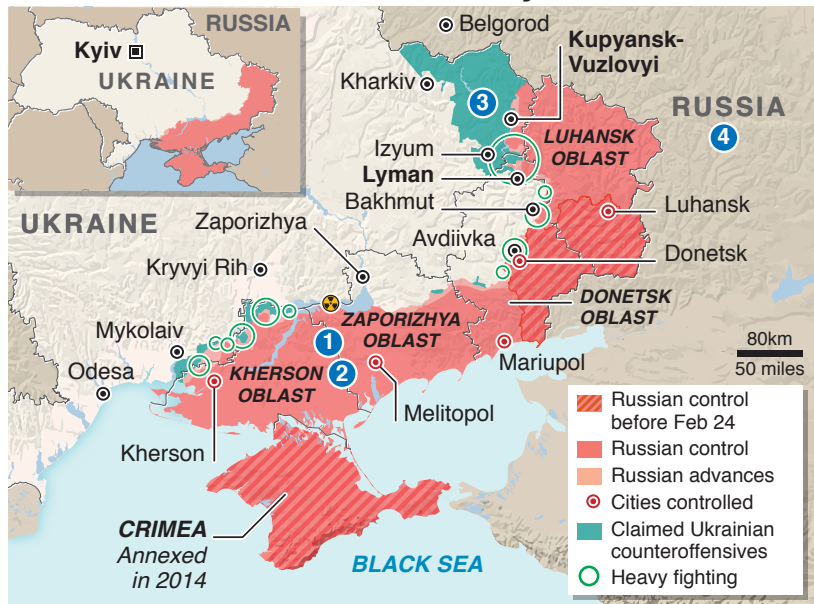 RUSSIA
Kyiv
UKRAINE
Belgorod
Kupyansk-
Vuzlovyi
Kharkiv
3
RUSSIA
4
LUHANSK
OBLAST
Izyum
Lyman
Bakhmut
Luhansk
UKRAINE
Zaporizhya
Avdiivka
Donetsk
Kryvyi Rih
DONETSK
OBLAST
ZAPORIZHYA
OBLAST
1
Mykolaiv
80km
50 miles
Mariupol
Odesa
KHERSON
OBLAST
2
Melitopol
Kherson
CRIMEA
Annexed
in 2014
BLACK SEA
Russian control
before Feb 24
Russian control
Russian advances
Cities controlled
Claimed Ukrainian
counteroffensives
Heavy fighting